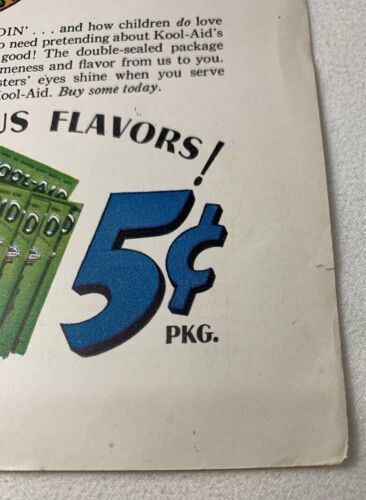 DIN' . . . and how children do love
o need pretending about Kool-Aid's
good! The double-sealed package
meness and flavor from us to you.
sters' eyes shine when you serve
ool-Aid. Buy some today.
US FLAVORS!
KOOL-AID
5¢
PKG.